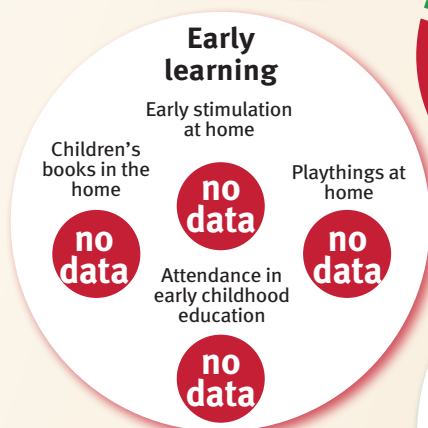 Early
learning
Early stimulation
at home
no
data
Children’s
books in the
home
no
data
Playthings at
home
no
data
Attendance in
early childhood
education
no
data